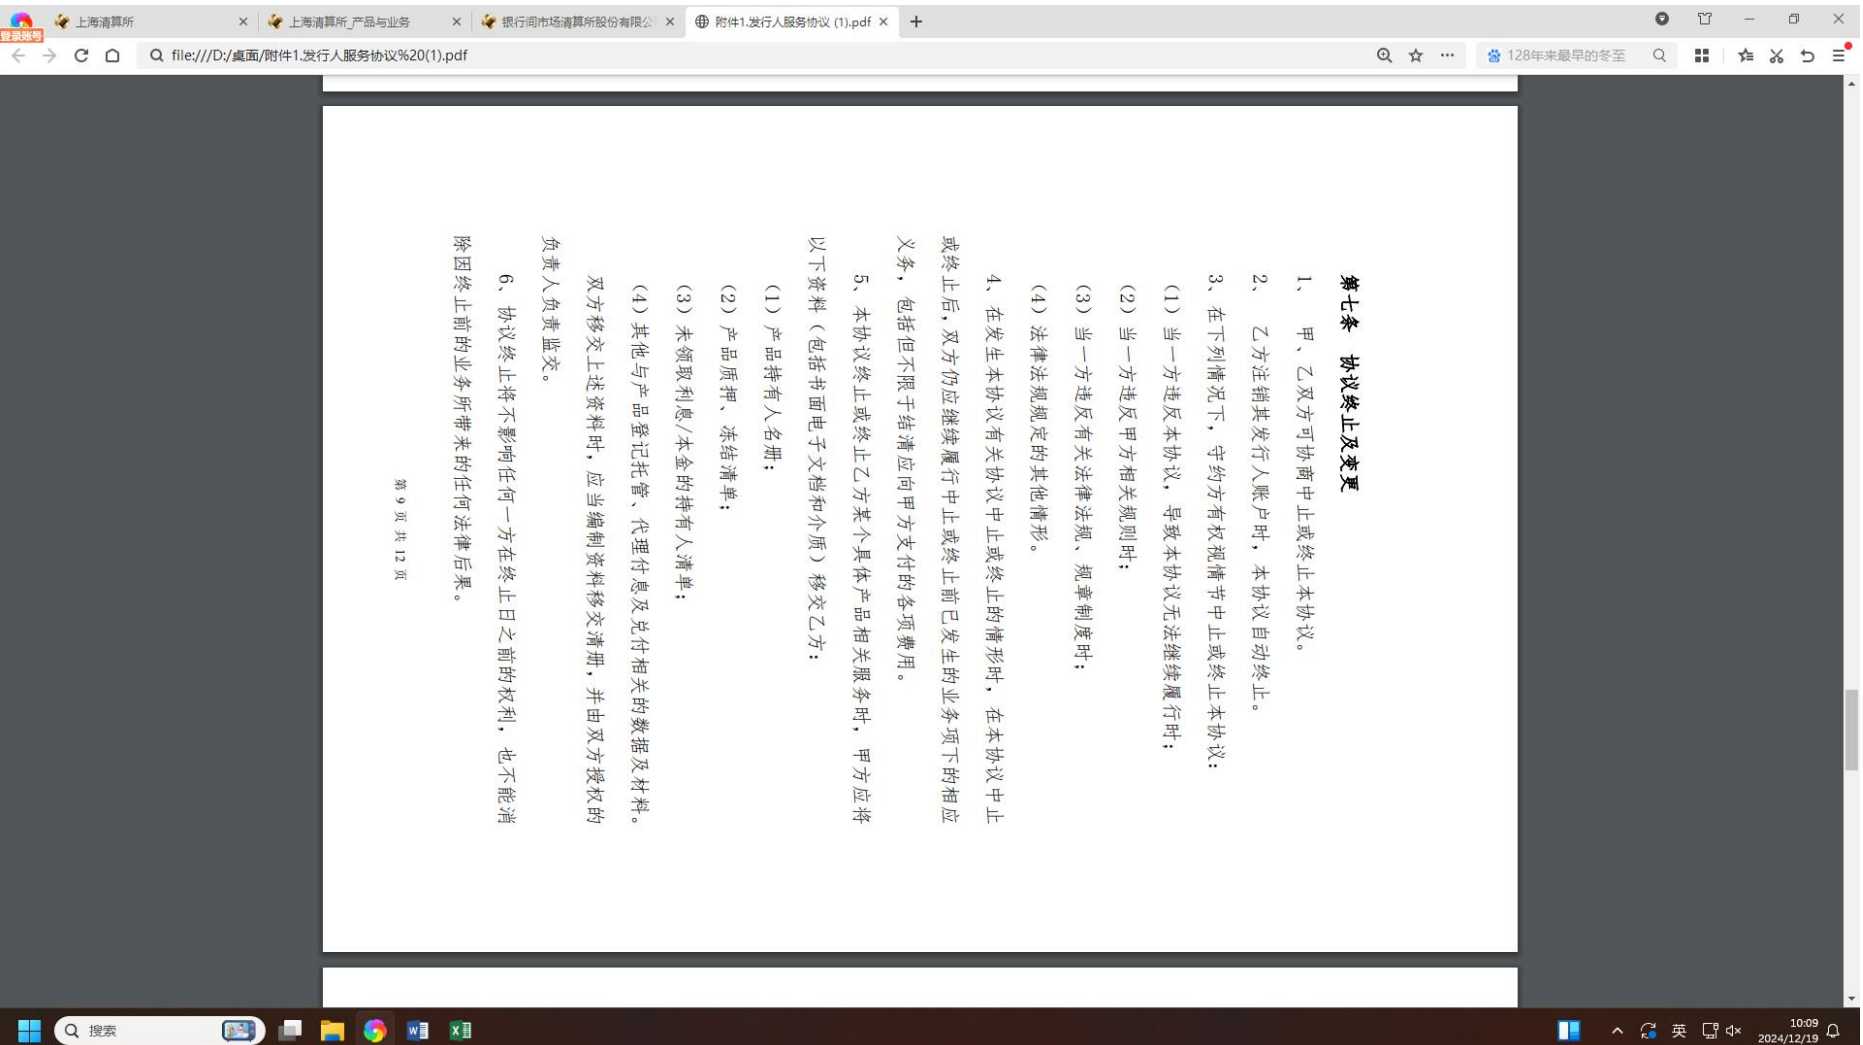 上海清算所
上海清算所_产品与业务
银行间市场清算所股份有限公
附件1.发行人服务协议 (1).pdf
登录账号
file:///D:/桌面/附件1.发行人服务协议%20(1).pdf
128年来最早的冬至
第七条 协议终止及变更
1、 甲、乙双方可协商中止或终止本协议。
2、 乙方注销其发行人账户时，本协议自动终止。
3、在下列情况下，守约方有权视情节中止或终止本协议：
（1）当一方违反本协议，导致本协议无法继续履行时；
（2）当一方违反甲方相关规则时；
（3）当一方违反有关法律法规、规章制度时；
（4）法律法规规定的其他情形。
4、在发生本协议有关协议中止或终止的情形时，在本协议中止
或终止后，双方仍应继续履行中止或终止前已发生的业务项下的相应
义务，包括但不限于结清应向甲方支付的各项费用。
5、本协议终止或终止乙方某个具体产品相关服务时，甲方应将
以下资料（包括书面电子文档和介质）移交乙方：
（1）产品持有人名册；
（2）产品质押、冻结清单；
（3）未领取利息/本金的持有人清单；
（4）其他与产品登记托管、代理付息及兑付相关的数据及材料。
双方移交上述资料时，应当编制资料移交清册，并由双方授权的
负责人负责监交。
6、协议终止将不影响任何一方在终止日之前的权利，也不能消
除因终止前的业务所带来的任何法律后果。
第 9 页 共 12 页
搜索
英
10:09
2024/12/19